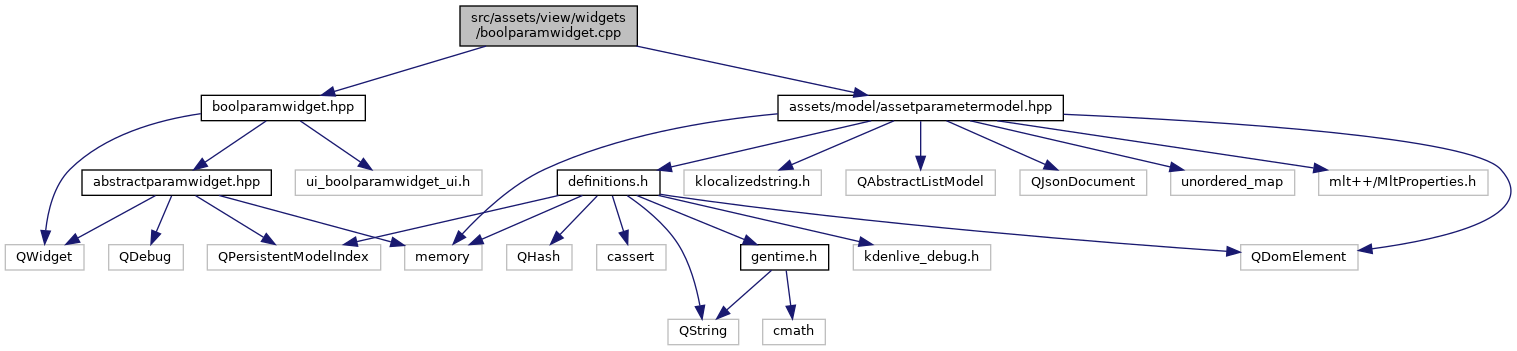 src/assets/view/widgets
/boolparamwidget.cpp
boolparamwidget.hpp
assets/model/assetparametermodel.hpp
abstractparamwidget.hpp
ui_boolparamwidget_ui.h
definitions.h
klocalizedstring.h
QAbstractListModel
QJsonDocument
unordered_map
mlt++/MltProperties.h
QWidget
QDebug
QPersistentModelIndex
memory
QHash
cassert
gentime.h
kdenlive_debug.h
QDomElement
QString
cmath